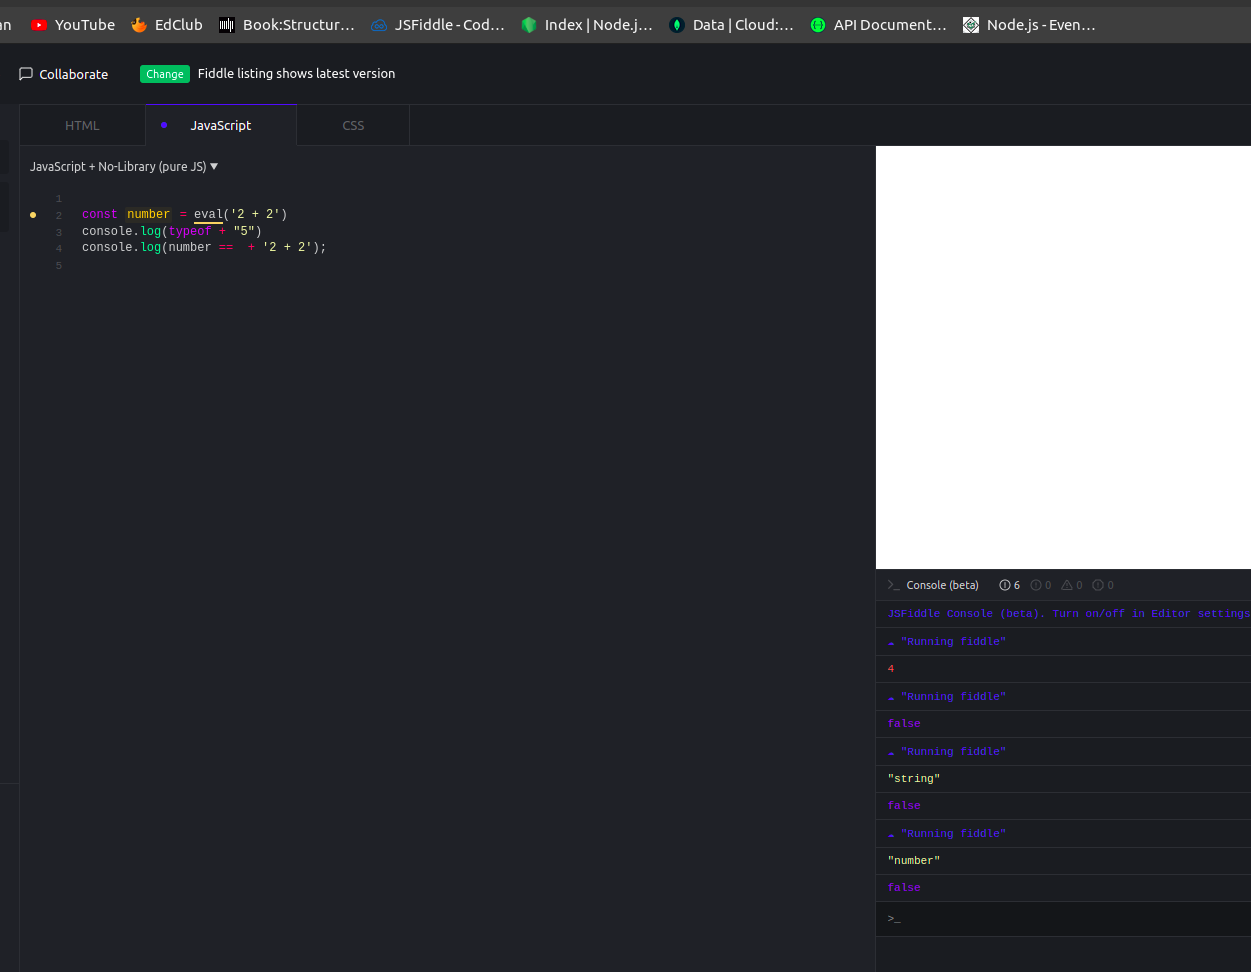 an YouTube EdClub Book:Structur... JSFiddle - Cod... Index | Node.j... Data | Cloud:... API Document... Node.js - Even...
Collaborate Change Fiddle listing shows latest version
HTML JavaScript CSS
JavaScript + No-Library (pure JS) ▼
1
2 const number = eval('2 + 2')
3 console.log(typeof + "5")
4 console.log(number ==  + '2 + 2');
5
>_ Console (beta) 6 0 0 0
JSFiddle Console (beta). Turn on/off in Editor settings
☁ "Running fiddle"
4
☁ "Running fiddle"
false
☁ "Running fiddle"
"string"
false
☁ "Running fiddle"
"number"
false
>_